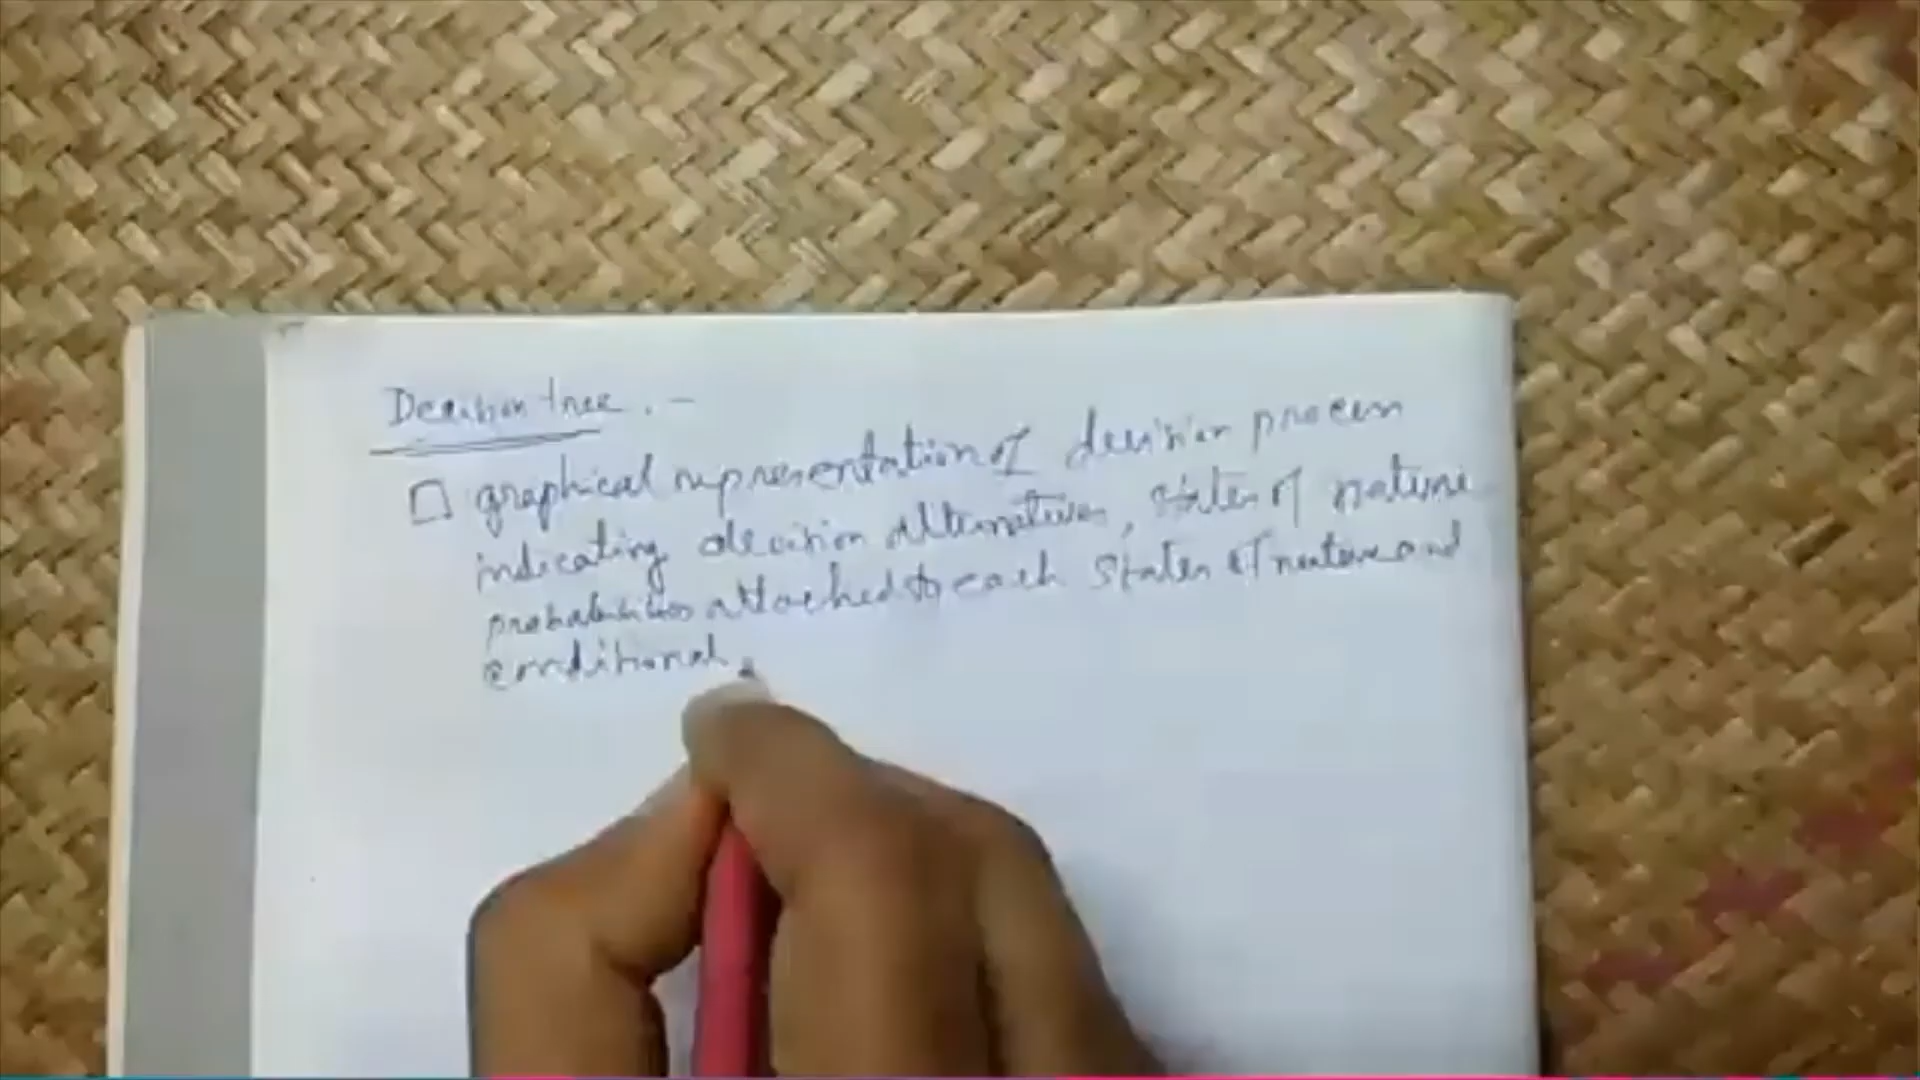 Decision tree . -
graphical representation of decision process
indicating decision alternatives, states of nature
probabilities attached to each states of nature and
conditional